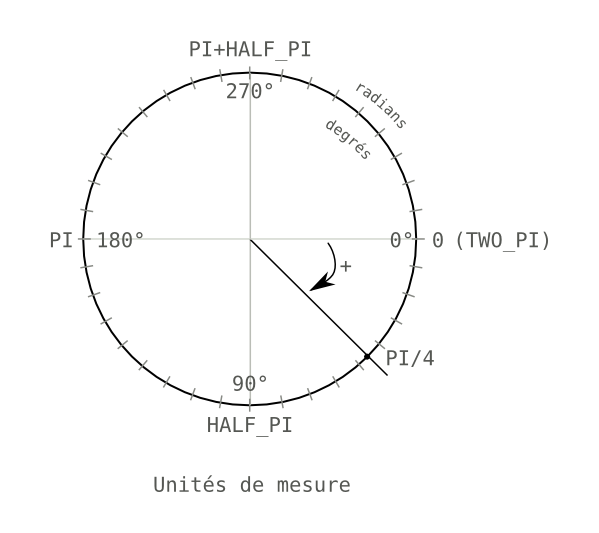 PI+HALF_PI
270°
radians
degrés
PI
180°
0°
0 (TWO_PI)
+
PI/4
90°
HALF_PI
Unités de mesure